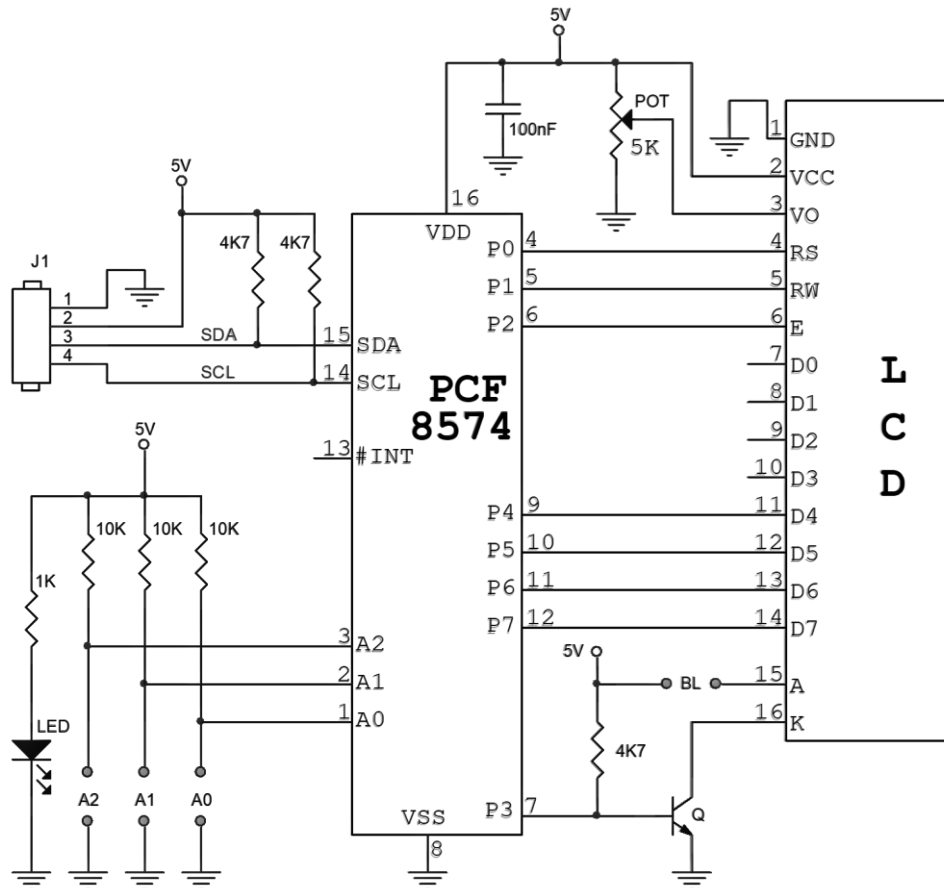 5V
100nF
POT
5K
1 GND
2 VCC
3 VO
4 RS
5 RW
6 E
7 D0
8 D1
9 D2
10 D3
11 D4
12 D5
13 D6
14 D7
15 A
16 K
L
C
D
5V
4K7 4K7
J1
1
2
3 SDA
4 SCL
16
VDD
15 SDA
14 SCL
13 #INT
PCF
8574
P0 4
P1 5
P2 6
P4 9
P5 10
P6 11
P7 12
P3 7
3 A2
2 A1
1 A0
VSS
8
5V
10K 10K 10K
1K
LED
A2 A1 A0
5V
BL
4K7
Q